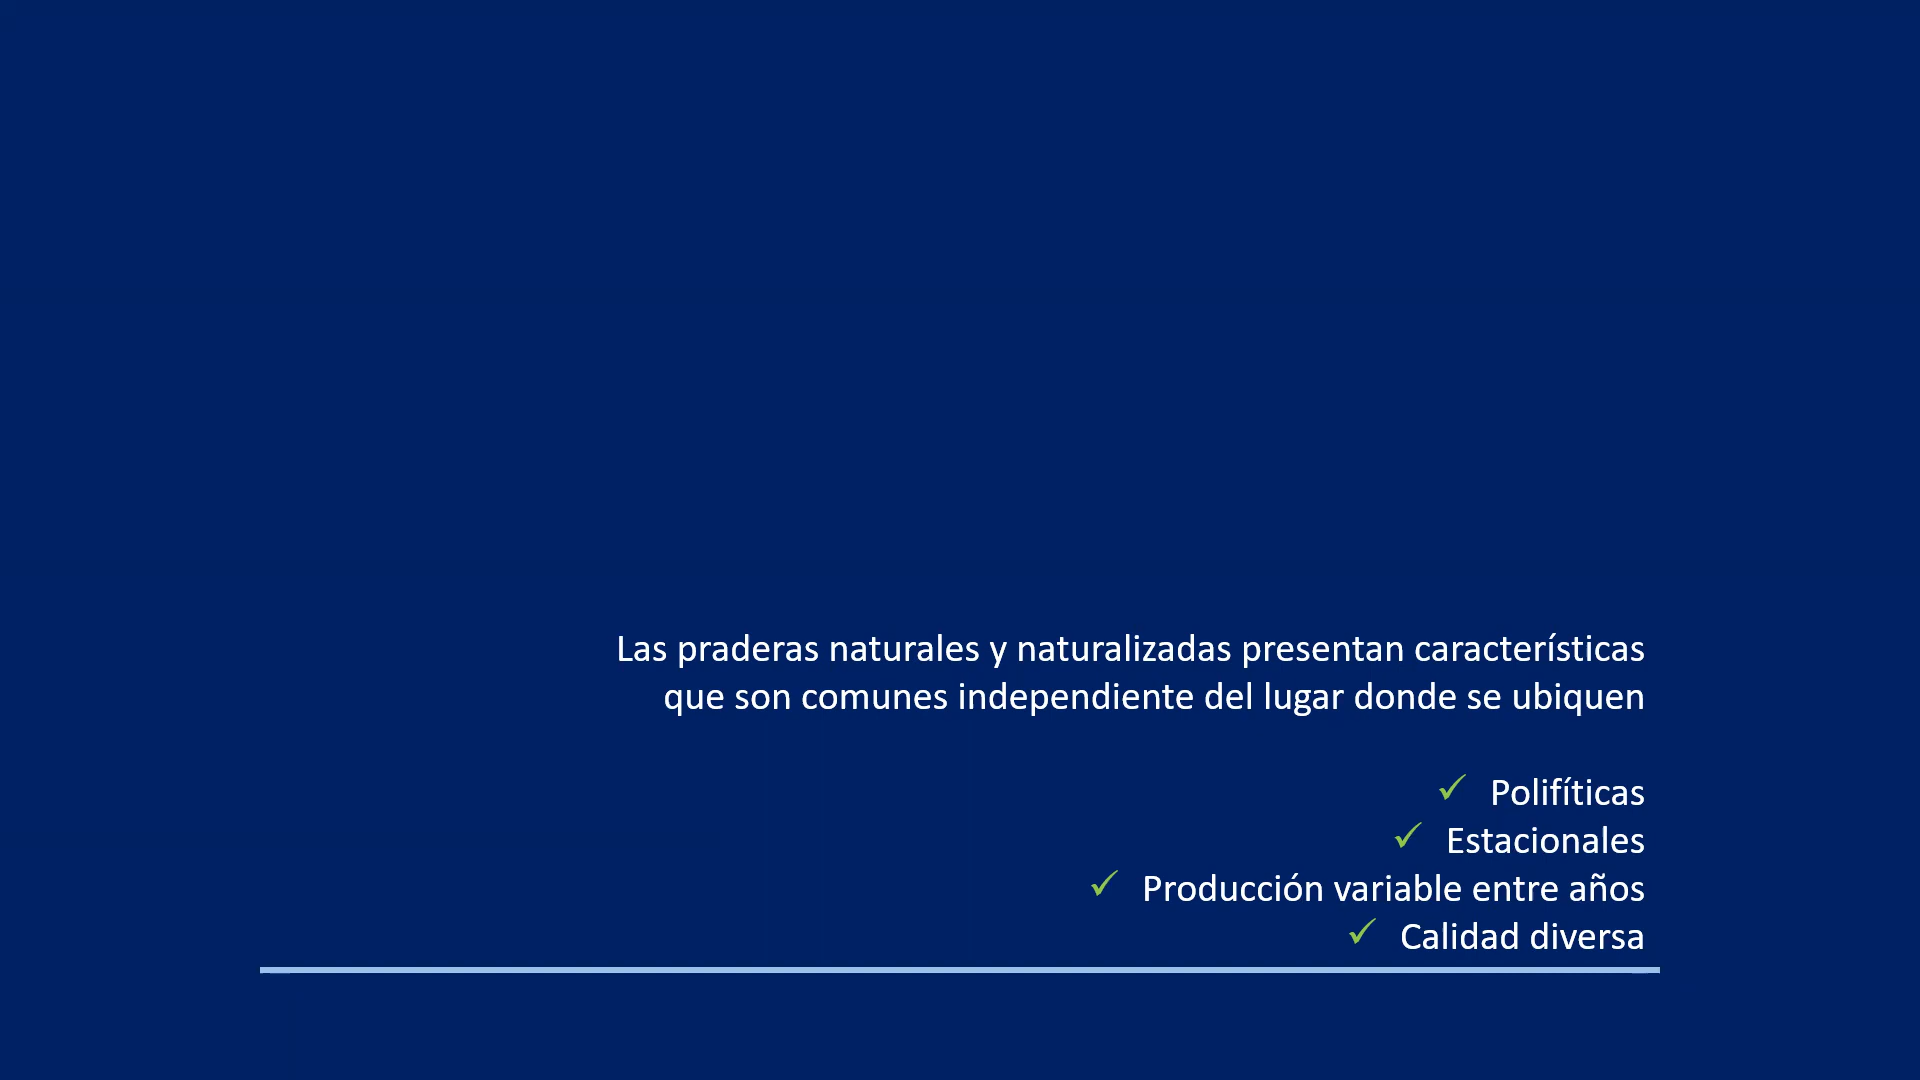 Las praderas naturales y naturalizadas presentan características
que son comunes independiente del lugar donde se ubiquen
✓ Polifíticas
✓ Estacionales
✓ Producción variable entre años
✓ Calidad diversa